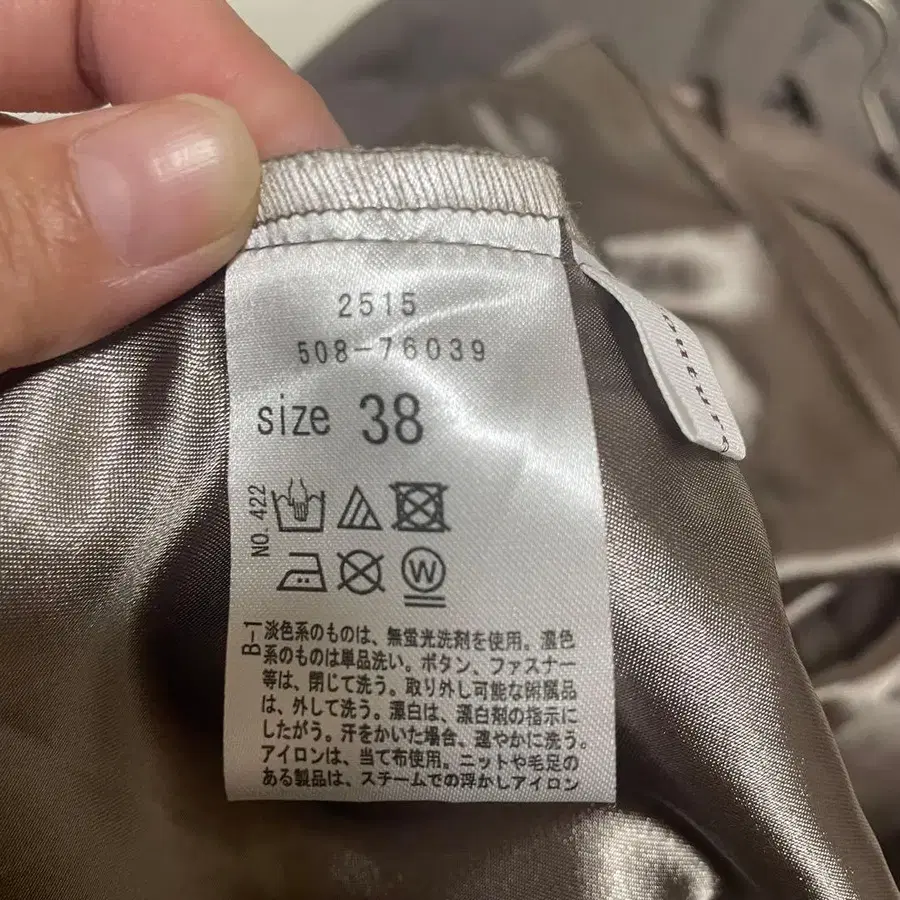 2515
508-76039
size 38
NO. 422
W
B-1
淡色系のものは、無蛍光洗剤を使用。濃色
系のものは単品洗い。ボタン、ファスナー
等は、閉じて洗う。取り外し可能な附属品
は、外して洗う。漂白は、漂白剤の指示に
したがう。汗をかいた場合、速やかに洗う。
アイロンは、当て布使用。ニットや毛足の
ある製品は、スチームでの浮かしアイロン